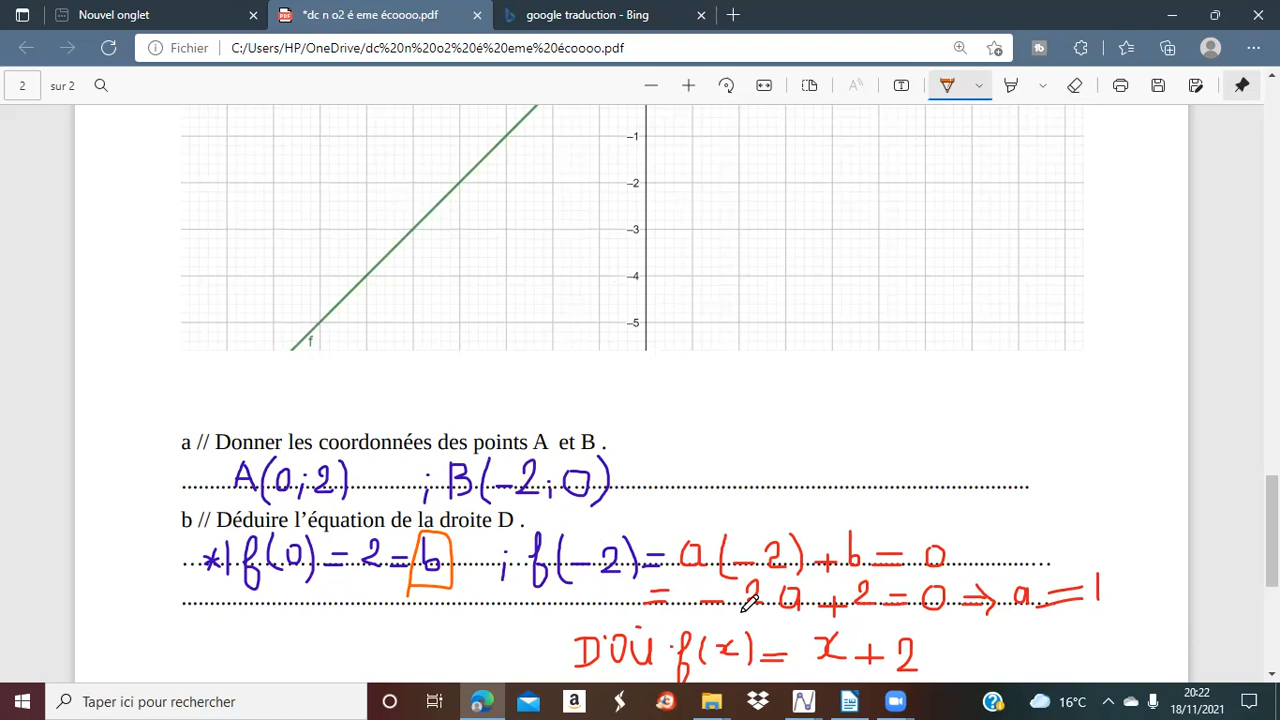 Nouvel onglet
*dc n o2 é eme écoooo.pdf
google traduction - Bing
Fichier C:/Users/HP/OneDrive/dc%20n%20o2%20é%20eme%20écoooo.pdf
2 sur 2
–1
–2
–3
–4
–5
f
a // Donner les coordonnées des points A et B .
A(0;2) ; B(-2;0)
b // Déduire l’équation de la droite D .
*| f(0) = 2 = b ; f(-2) = a(-2) + b = 0
= - 2a + 2 = 0 ⇒ a = 1
D'OÙ f(x) = x + 2
Taper ici pour rechercher
16°C
20:22
18/11/2021